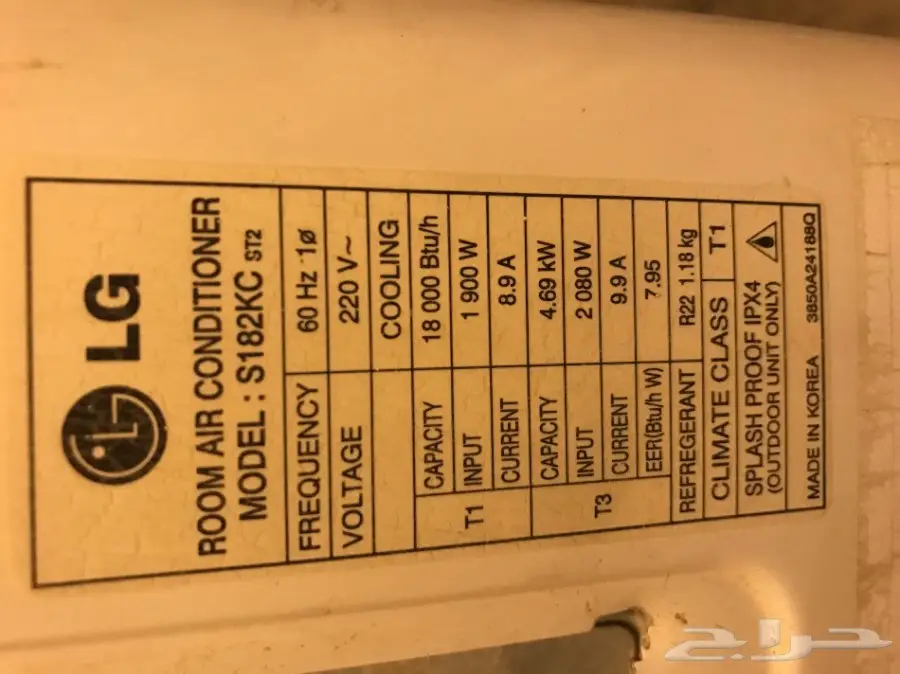 LG
ROOM AIR CONDITIONER
MODEL : S182KC ST2
FREQUENCY 60 Hz 1ø
VOLTAGE 220 V~
COOLING
T1
CAPACITY 18 000 Btu/h
INPUT 1 900 W
CURRENT 8.9 A
T3
CAPACITY 4.69 kW
INPUT 2 080 W
CURRENT 9.9 A
EER(Btu/h W) 7.95
REFRIGERANT R22 1.18 kg
CLIMATE CLASS T1
SPLASH PROOF IPX4
(OUTDOOR UNIT ONLY)
MADE IN KOREA 3850A24188Q
حراج